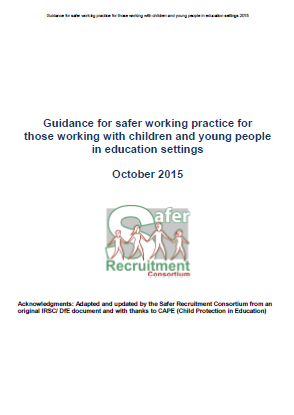 Guidance for safer working practice for those working with children and young people in education settings 2015
Guidance for safer working practice for
those working with children and young people
in education settings
October 2015
Safer
Recruitment
Consortium
Acknowledgments: Adapted and updated by the Safer Recruitment Consortium from an
original IRSC/ DfE document and with thanks to CAPE (Child Protection in Education)